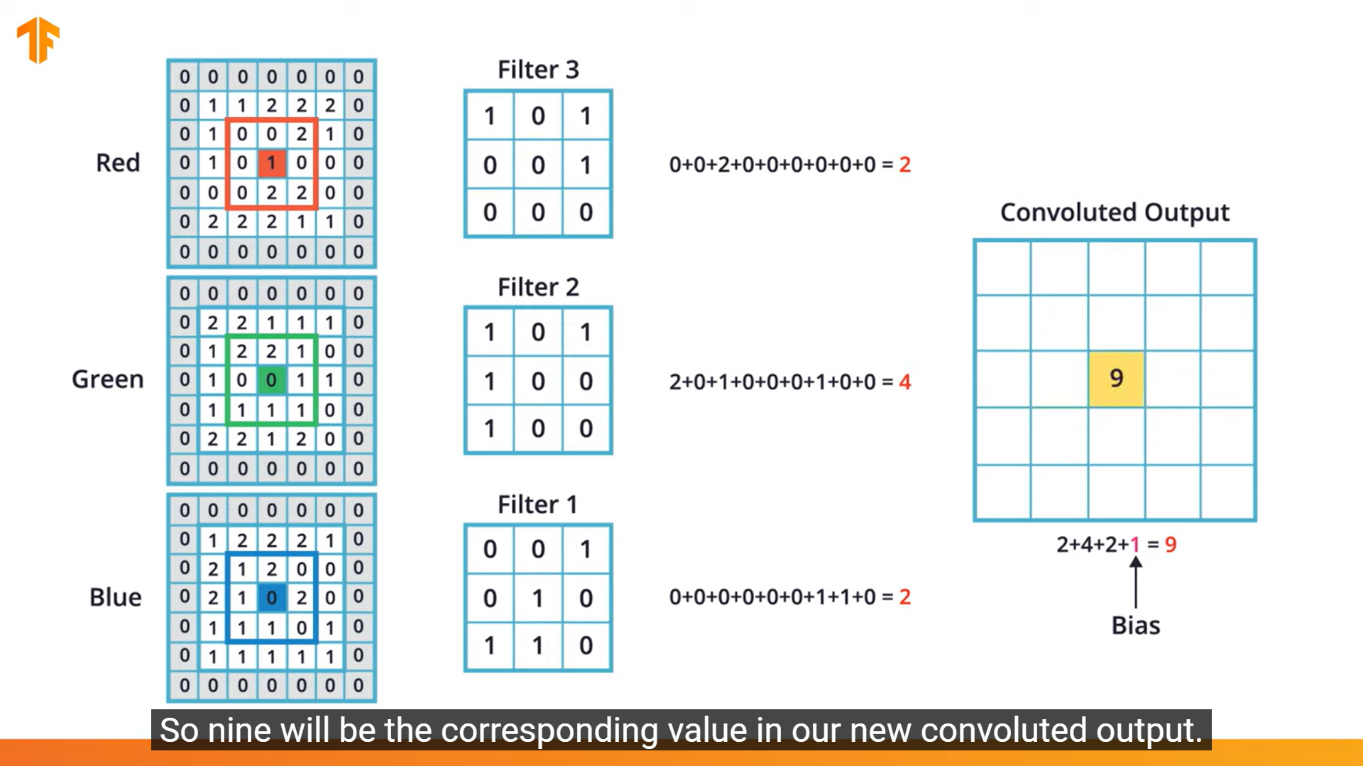 Red
0 0 0 0 0 0 0
0 1 1 2 2 2 0
0 1 0 0 2 1 0
0 1 0 1 0 0 0
0 0 0 2 2 0 0
0 2 2 2 1 1 0
0 0 0 0 0 0 0
Filter 3
1 0 1
0 0 1
0 0 0
0+0+2+0+0+0+0+0+0 = 2
Green
0 0 0 0 0 0 0
0 2 2 1 1 1 0
0 1 2 2 1 0 0
0 1 0 0 1 1 0
0 1 1 1 1 0 0
0 2 2 1 2 0 0
0 0 0 0 0 0 0
Filter 2
1 0 1
1 0 0
1 0 0
2+0+1+0+0+0+1+0+0 = 4
Blue
0 0 0 0 0 0 0
0 1 2 2 2 1 0
0 2 1 2 0 0 0
0 2 1 0 2 0 0
0 1 1 1 0 1 0
0 1 1 1 1 1 0
0 0 0 0 0 0 0
Filter 1
0 0 1
0 1 0
1 1 0
0+0+0+0+0+0+1+1+0 = 2
Convoluted Output
9
2+4+2+1 = 9
Bias
So nine will be the corresponding value in our new convoluted output.